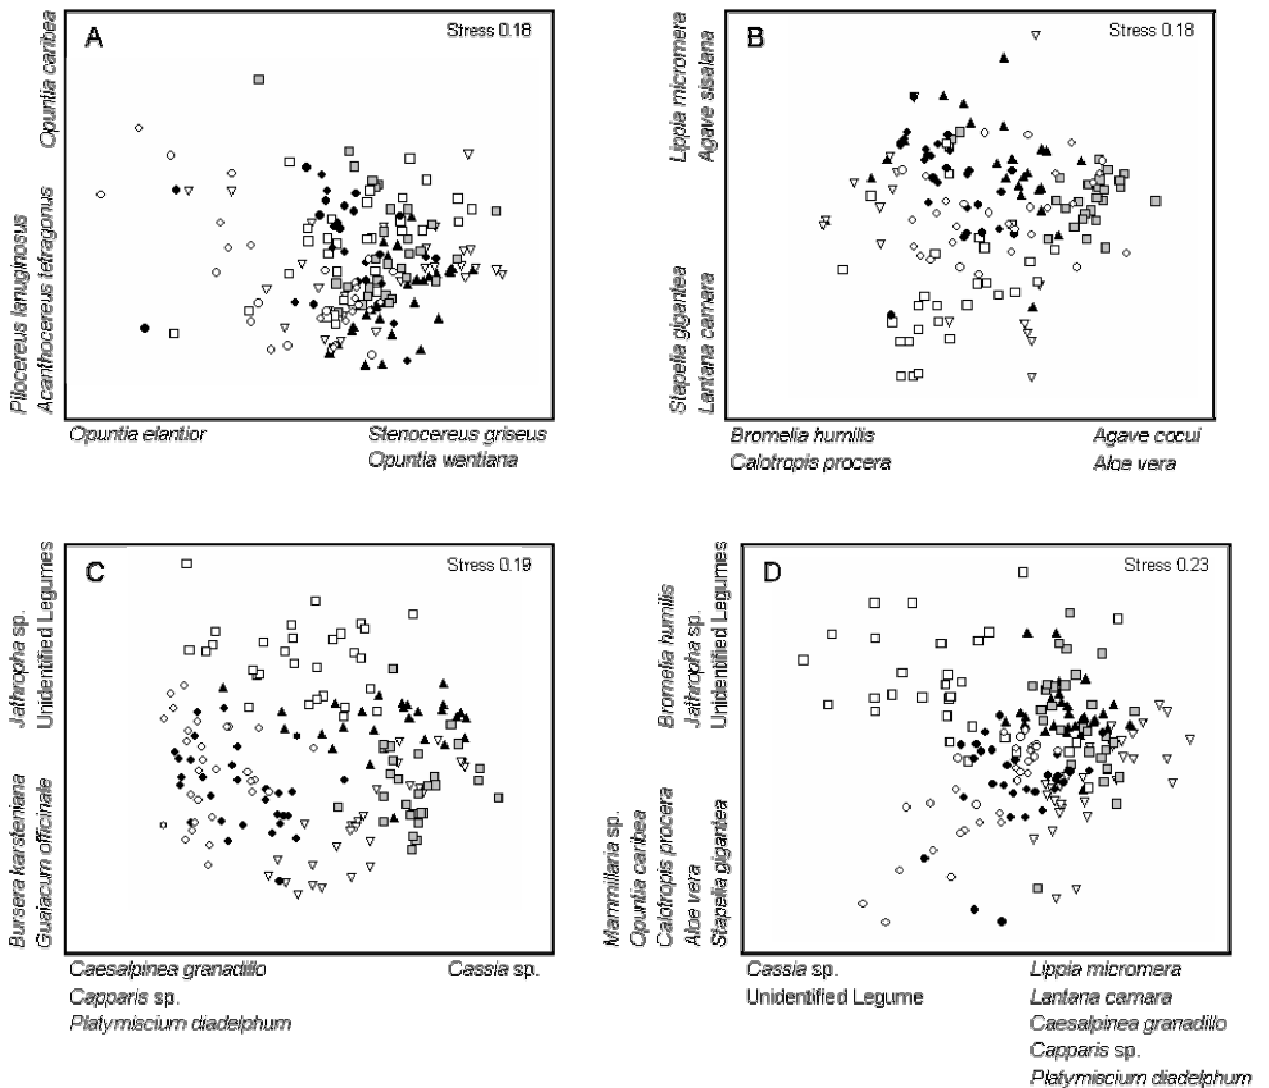 A
Stress 0.18
Opuntia caribea
Pilocereus lanuginosus
Acanthocereus tetragonus
Opuntia elantior
Stenocereus griseus
Opuntia wentiana
B
Stress 0.18
Lippia micromera
Agave sisalana
Stapelia gigantea
Lantana camara
Bromelia humilis
Calotropis procera
Agave cocui
Aloe vera
C
Stress 0.19
Jathropha sp.
Unidentified Legumes
Bursera karsteniana
Guaiacum officinale
Caesalpinea granadillo
Capparis sp.
Platymiscium diadelphum
Cassia sp.
D
Stress 0.23
Bromelia humilis
Jathropha sp.
Unidentified Legumes
Mammillaria sp.
Opuntia caribea
Calotropis procera
Aloe vera
Stapelia gigantea
Cassia sp.
Unidentified Legume
Lippia micromera
Lantana camara
Caesalpinea granadillo
Capparis sp.
Platymiscium diadelphum